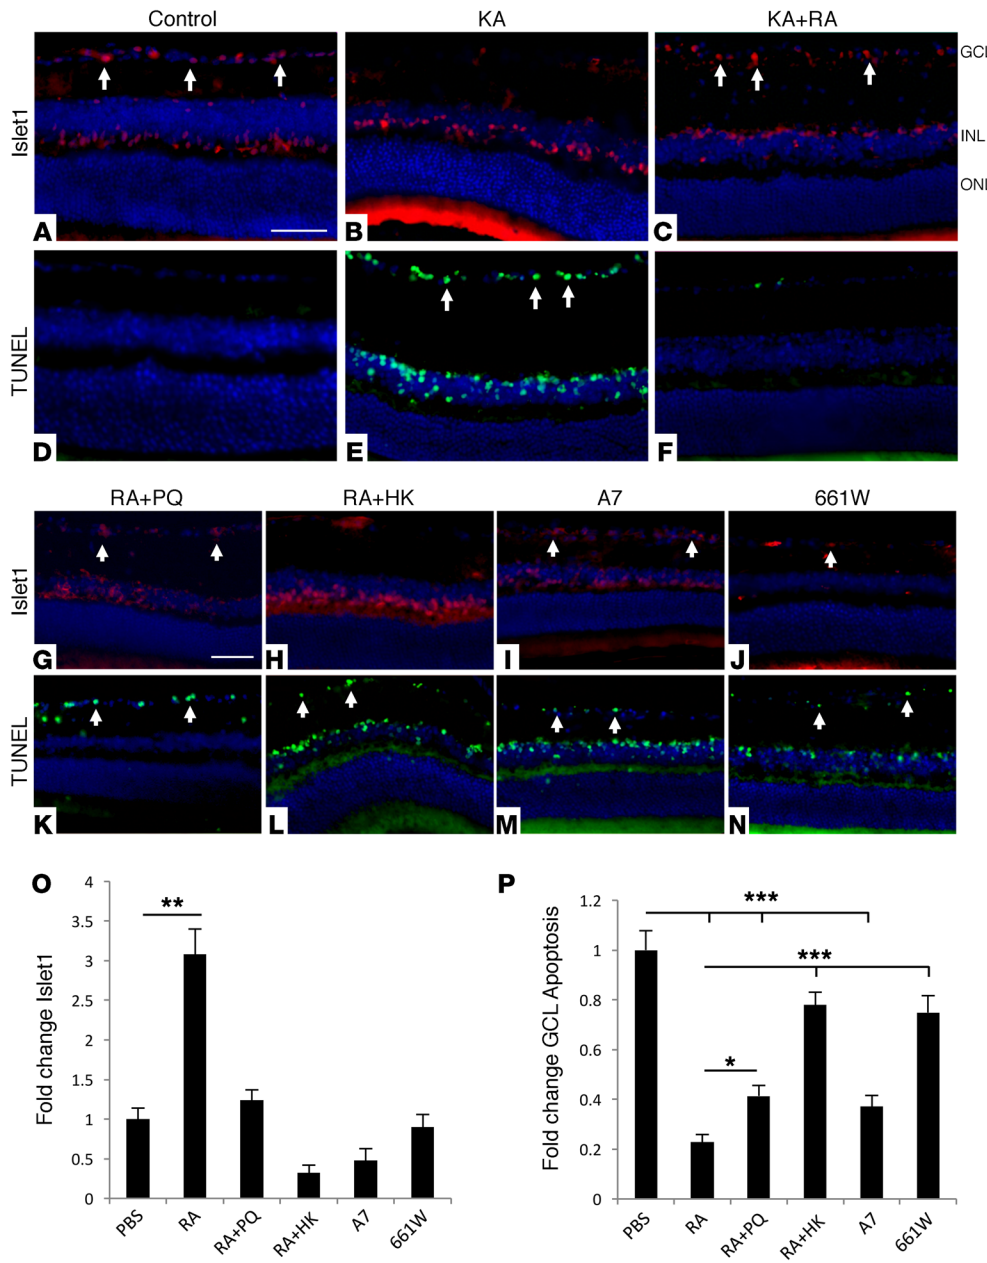 Control KA KA+RA
Islet1
GCL
INL
ONL
A B C
TUNEL
D E F
RA+PQ RA+HK A7 661W
Islet1
G H I J
TUNEL
K L M N
O
Fold change Islet1
4
3.5
3
2.5
2
1.5
1
0.5
0
**
PBS RA RA+PQ RA+HK A7 661W
P
Fold change GCL Apoptosis
1.2
1
0.8
0.6
0.4
0.2
0
***
***
*
PBS RA RA+PQ RA+HK A7 661W